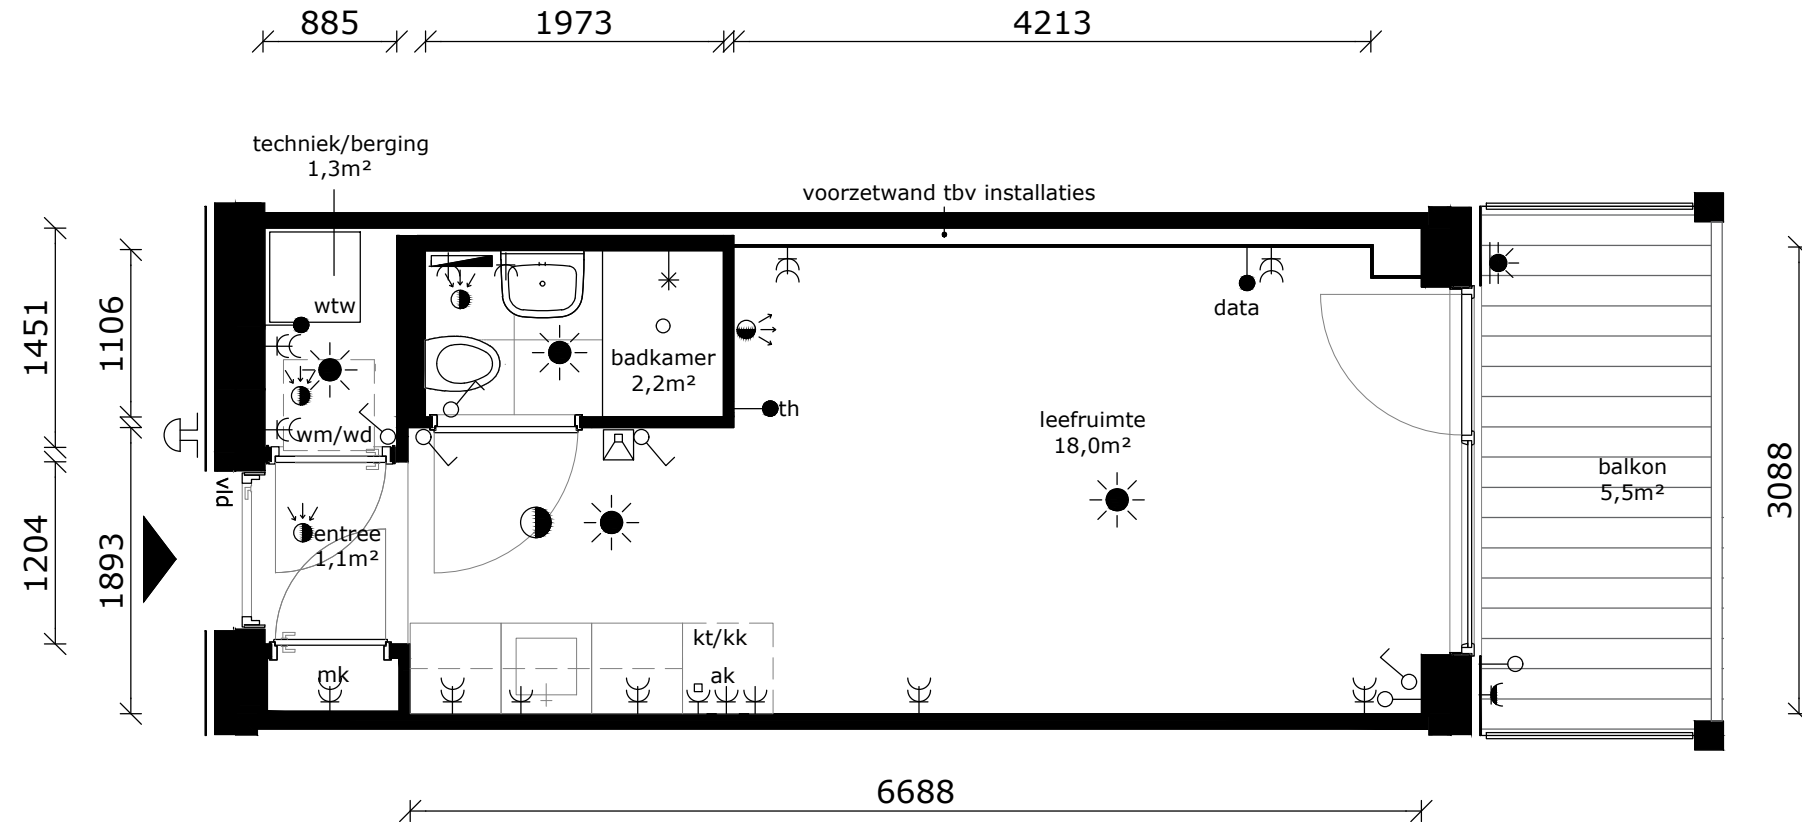 885
1973
4213
techniek/berging
1,3m²
voorzetwand tbv installaties
1451
1106
wtw
data
badkamer
2,2m²
th
leefruimte
18,0m²
wm/wd
vld
balkon
5,5m²
3088
entree
1,1m²
1204
1893
kt/kk
mk
ak
6688